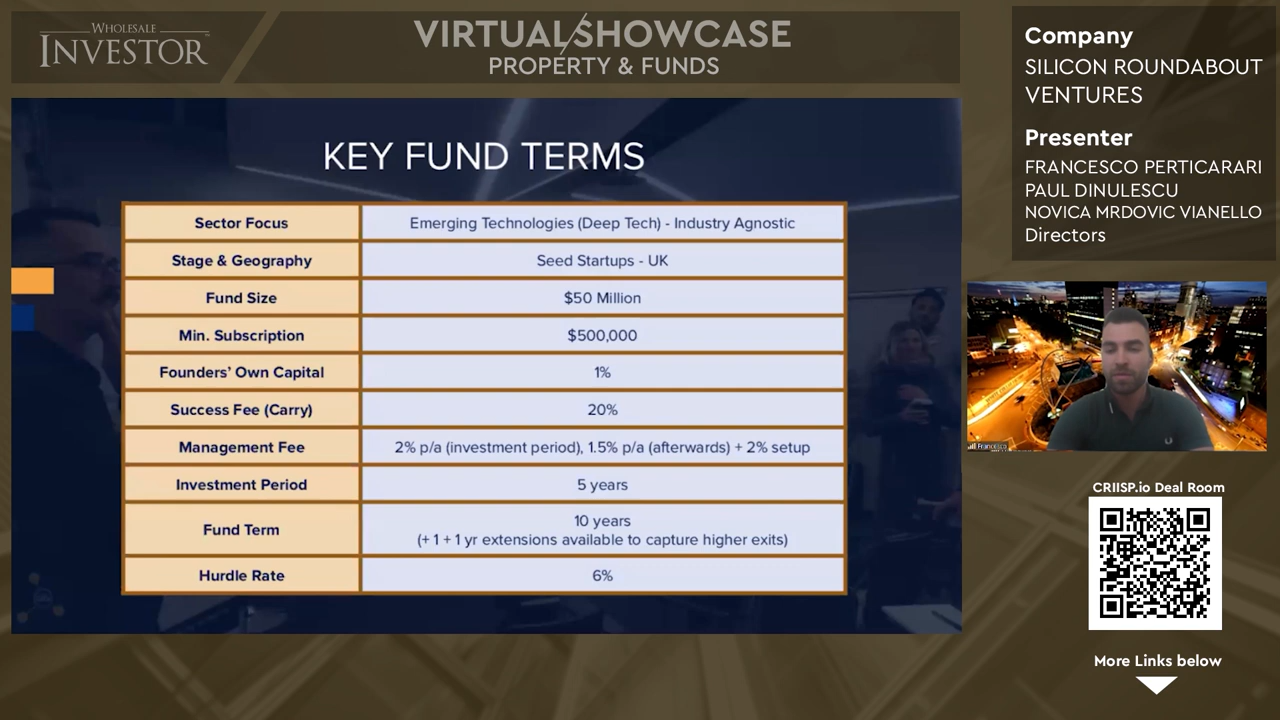 WHOLESALE
INVESTOR
VIRTUAL SHOWCASE
PROPERTY & FUNDS
KEY FUND TERMS
Sector Focus Emerging Technologies (Deep Tech) - Industry Agnostic
Stage & Geography Seed Startups - UK
Fund Size $50 Million
Min. Subscription $500,000
Founders' Own Capital 1%
Success Fee (Carry) 20%
Management Fee 2% p/a (investment period), 1.5% p/a (afterwards) + 2% setup
Investment Period 5 years
Fund Term 10 years
(+ 1 + 1 yr extensions available to capture higher exits)
Hurdle Rate 6%
Company
SILICON ROUNDABOUT
VENTURES
Presenter
FRANCESCO PERTICARARI
PAUL DINULESCU
NOVICA MRDOVIC VIANELLO
Directors
Francesco
CRIISP.io Deal Room
More Links below